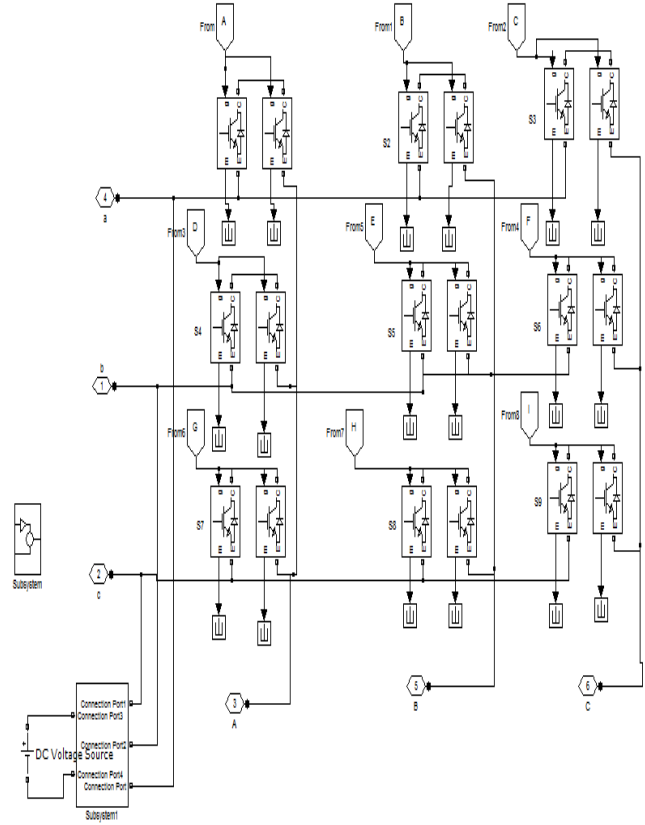 From A
From1 B
From2 C
g C E
g C E
S2 g C E
g C E
S3 g C E
g C E
4
a
From3 D
From5 E
From4 F
S4 g C E
g C E
S5 g C E
g C E
S6 g C E
g C E
b
1
From6 G
From7 H
From8 I
S7 g C E
g C E
S8 g C E
g C E
S9 g C E
g C E
Subsystem
2
c
3
A
5
B
6
C
Connection Port1
Connection Port3
Connection Port2
Connection Port4
Connection Port
+
DC Voltage Source
Subsystem1